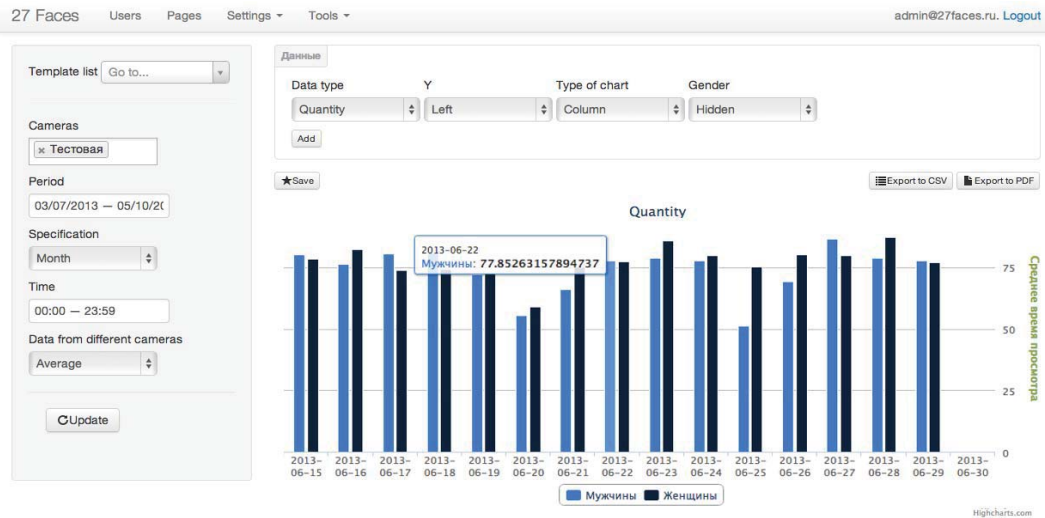 27 Faces Users Pages Settings Tools admin@27faces.ru. Logout
Template list Go to...
Cameras
× Тестовая
Period
03/07/2013 — 05/10/20
Specification
Month
Time
00:00 — 23:59
Data from different cameras
Average
Update
Данные
Data type Y Type of chart Gender
Quantity Left Column Hidden
Add
Save Export to CSV Export to PDF
Quantity
2013-06-22
Мужчины: 77.85263157894737
75
50
25
0
Среднее время просмотра
2013- 2013- 2013- 2013- 2013- 2013- 2013- 2013- 2013- 2013- 2013- 2013- 2013- 2013- 2013- 2013-
06-15 06-16 06-17 06-18 06-19 06-20 06-21 06-22 06-23 06-24 06-25 06-26 06-27 06-28 06-29 06-30
Мужчины Женщины
Highcharts.com